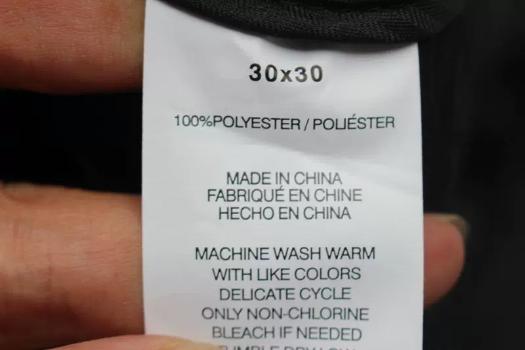 30x30
100%POLYESTER / POLIÉSTER
MADE IN CHINA
FABRIQUÉ EN CHINE
HECHO EN CHINA
MACHINE WASH WARM
WITH LIKE COLORS
DELICATE CYCLE
ONLY NON-CHLORINE
BLEACH IF NEEDED